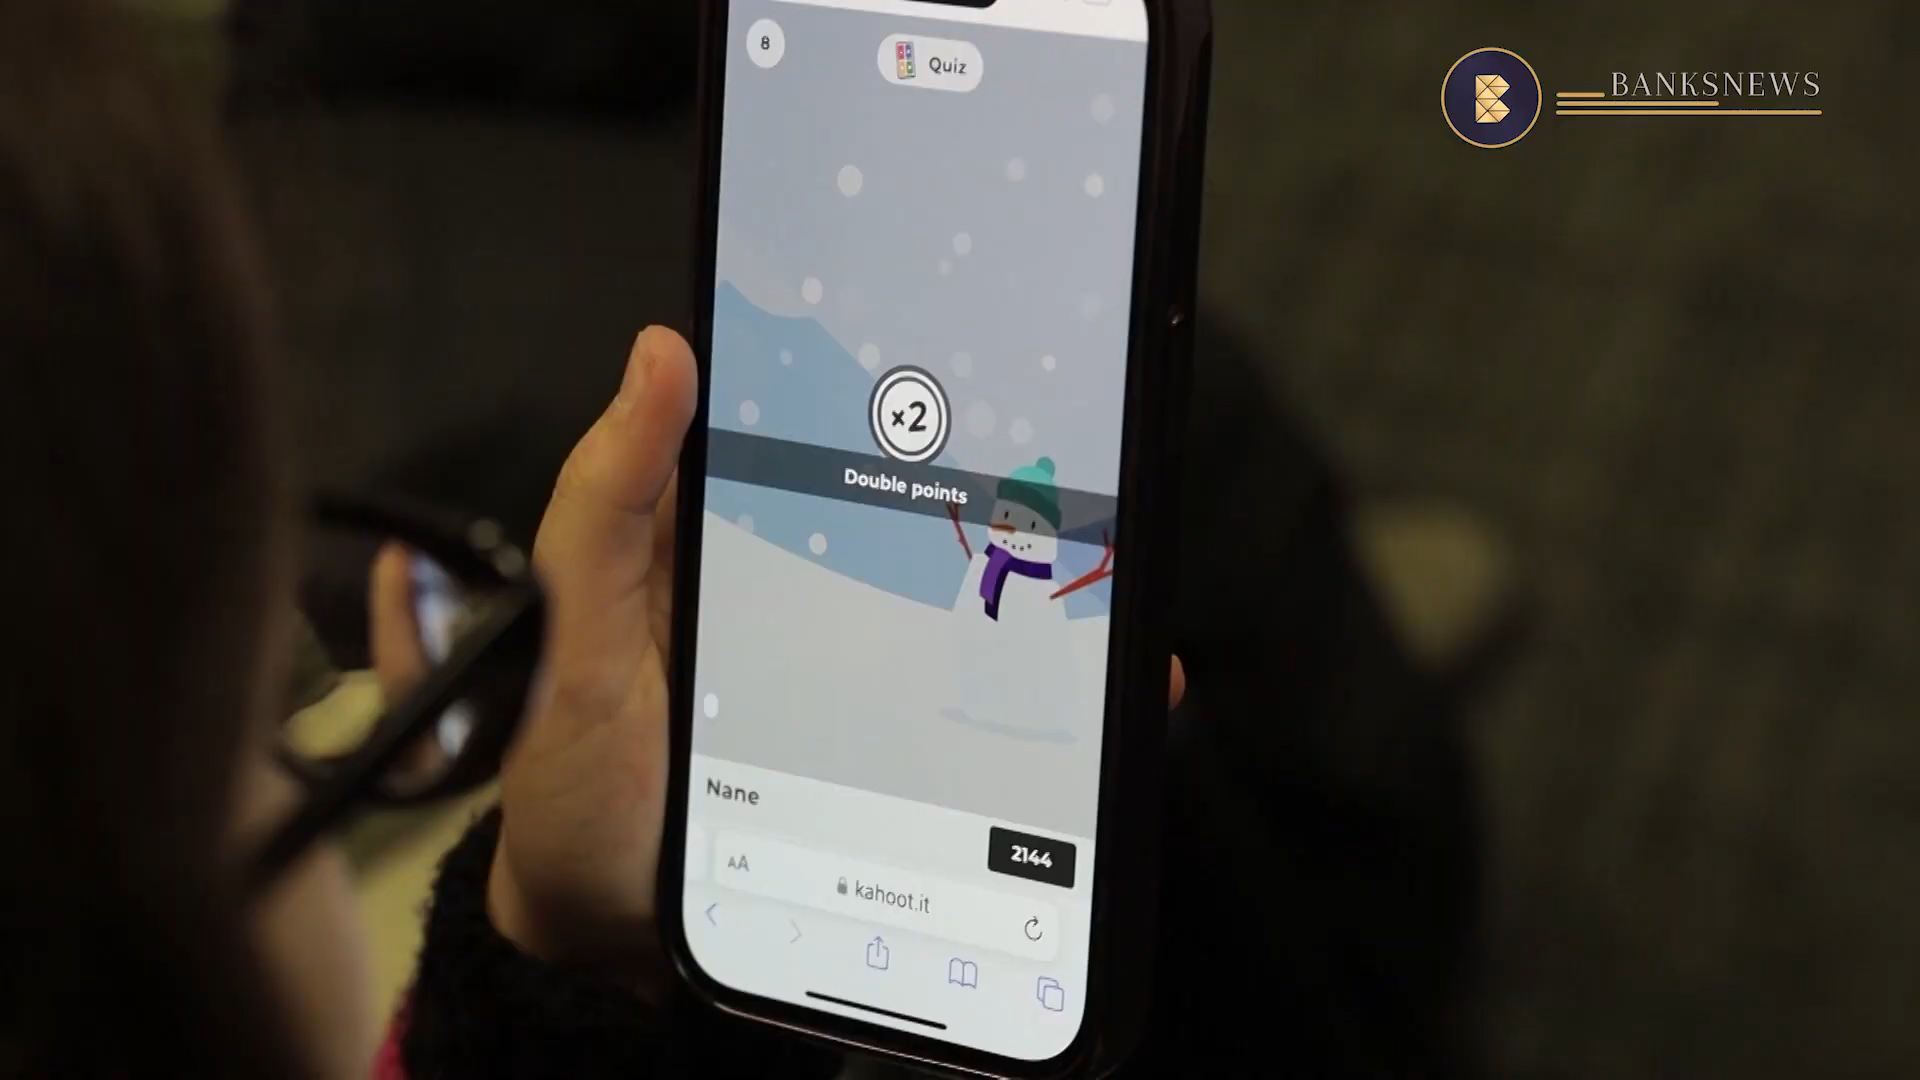 8
Quiz
BANKSNEWS
×2
Double points
Nane
2144
AA
kahoot.it